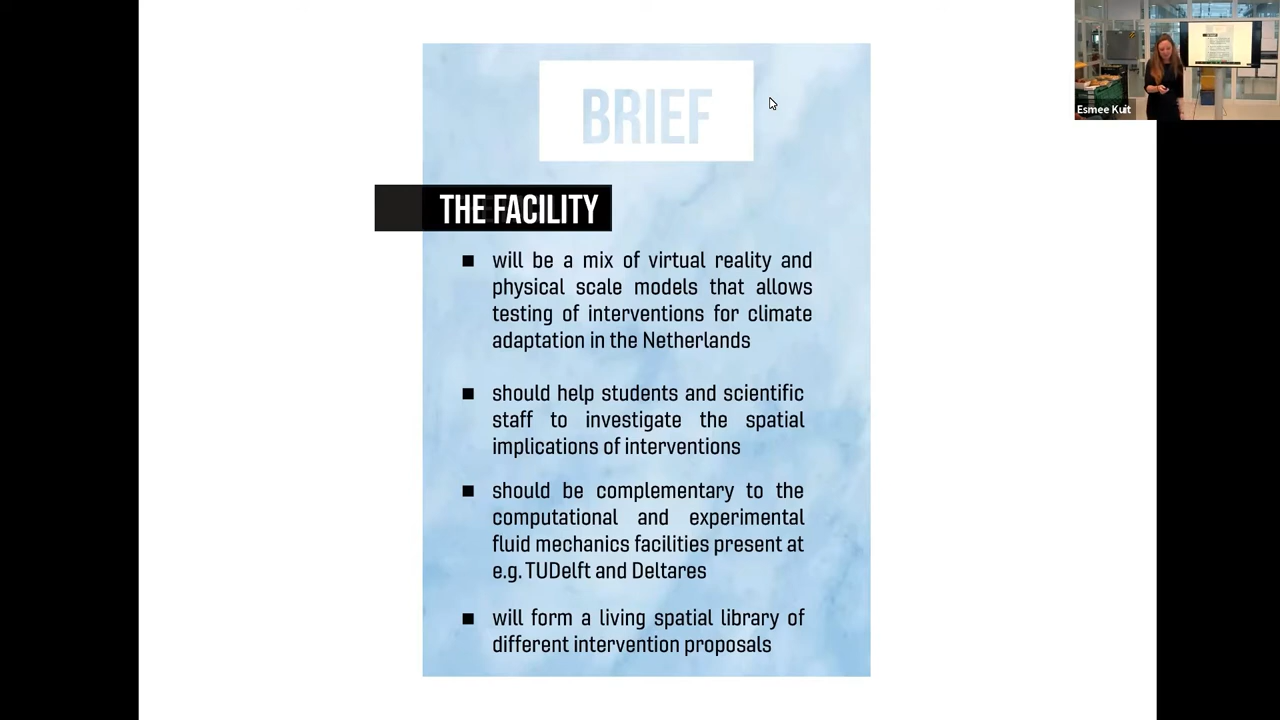 BRIEF
Esmee Kuit
THE FACILITY
■ will be a mix of virtual reality and
physical scale models that allows
testing of interventions for climate
adaptation in the Netherlands
■ should help students and scientific
staff to investigate the spatial
implications of interventions
■ should be complementary to the
computational and experimental
fluid mechanics facilities present at
e.g. TUDelft and Deltares
■ will form a living spatial library of
different intervention proposals